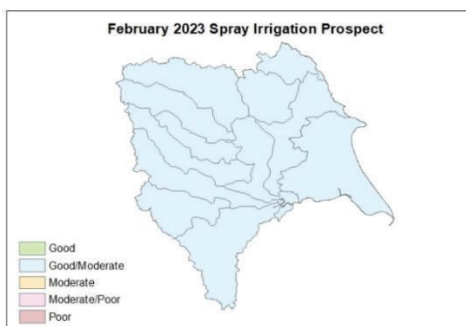 February 2023 Spray Irrigation Prospect
Good
Good/Moderate
Moderate
Moderate/Poor
Poor